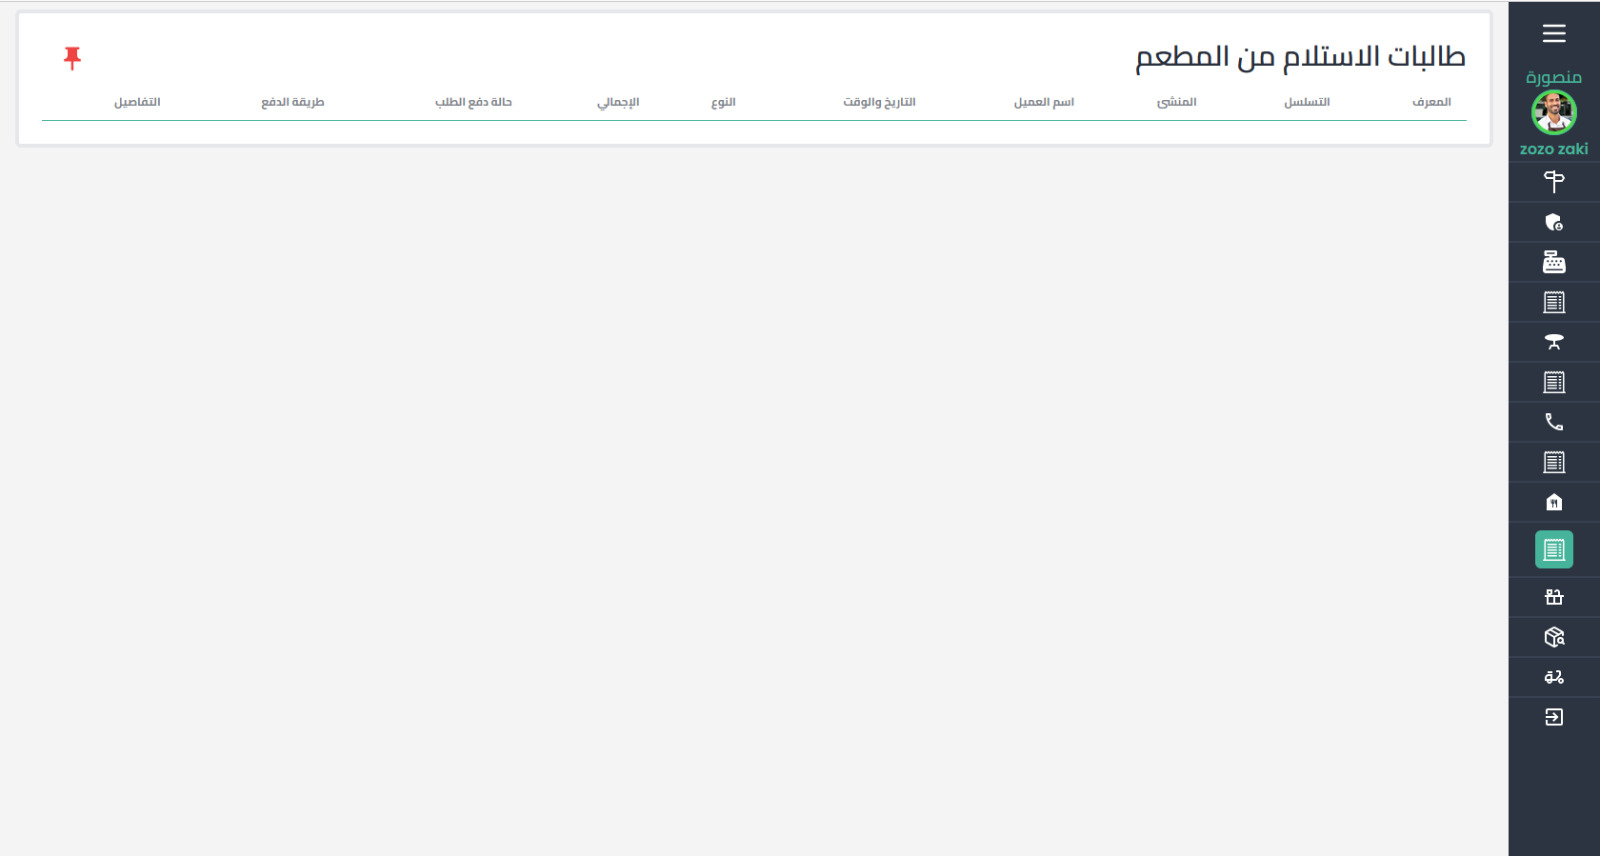 طالبات الاستلام من المطعم
المعرف التسلسل المنشئ اسم العميل التاريخ والوقت النوع الإجمالي حالة دفع الطلب طريقة الدفع التفاصيل
منصورة
zozo zaki